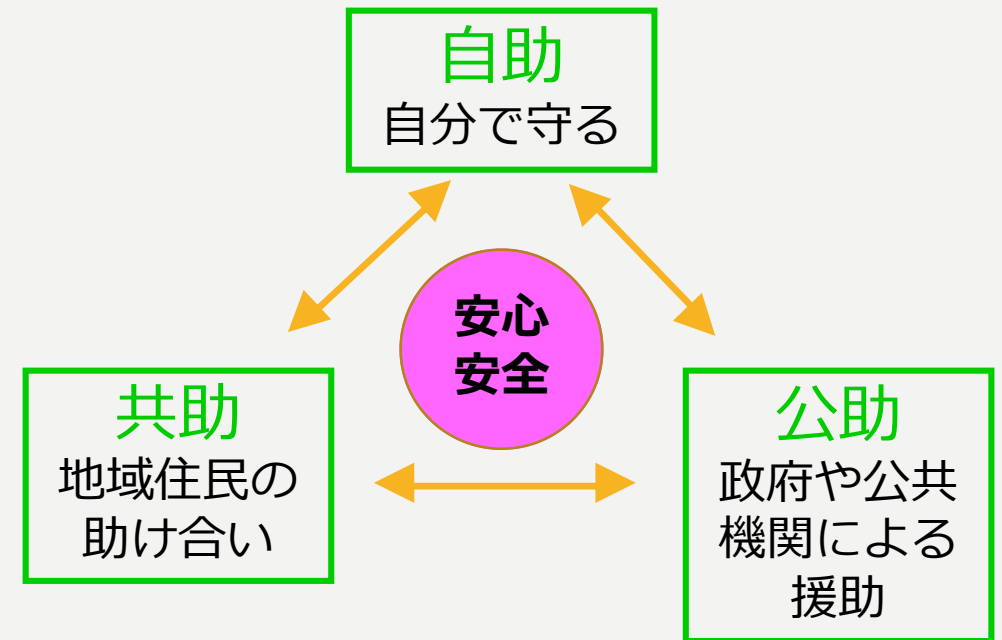 自助
自分で守る
安心
安全
共助
地域住民の
助け合い
公助
政府や公共
機関による
援助